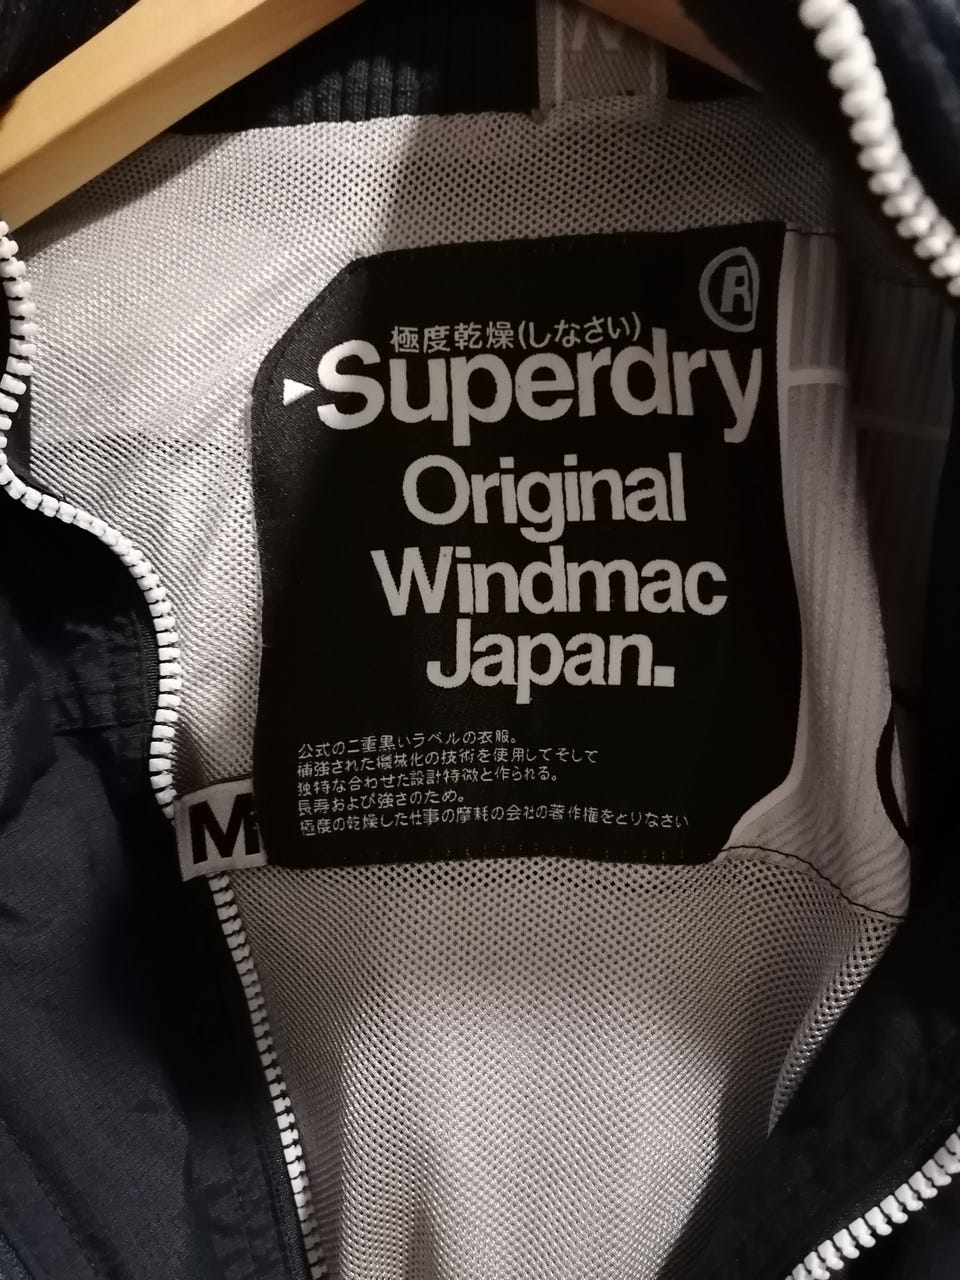 ®
極度乾燥(しなさい)
Superdry
Original
Windmac
Japan.
公式の二重黒いラベルの衣服。
補強された機械化の技術を使用してそして
独特な合わせた設計特徴と作られる。
長寿および強さのため。
極度の乾燥した仕事の摩耗の会社の著作権をとりなさい
M